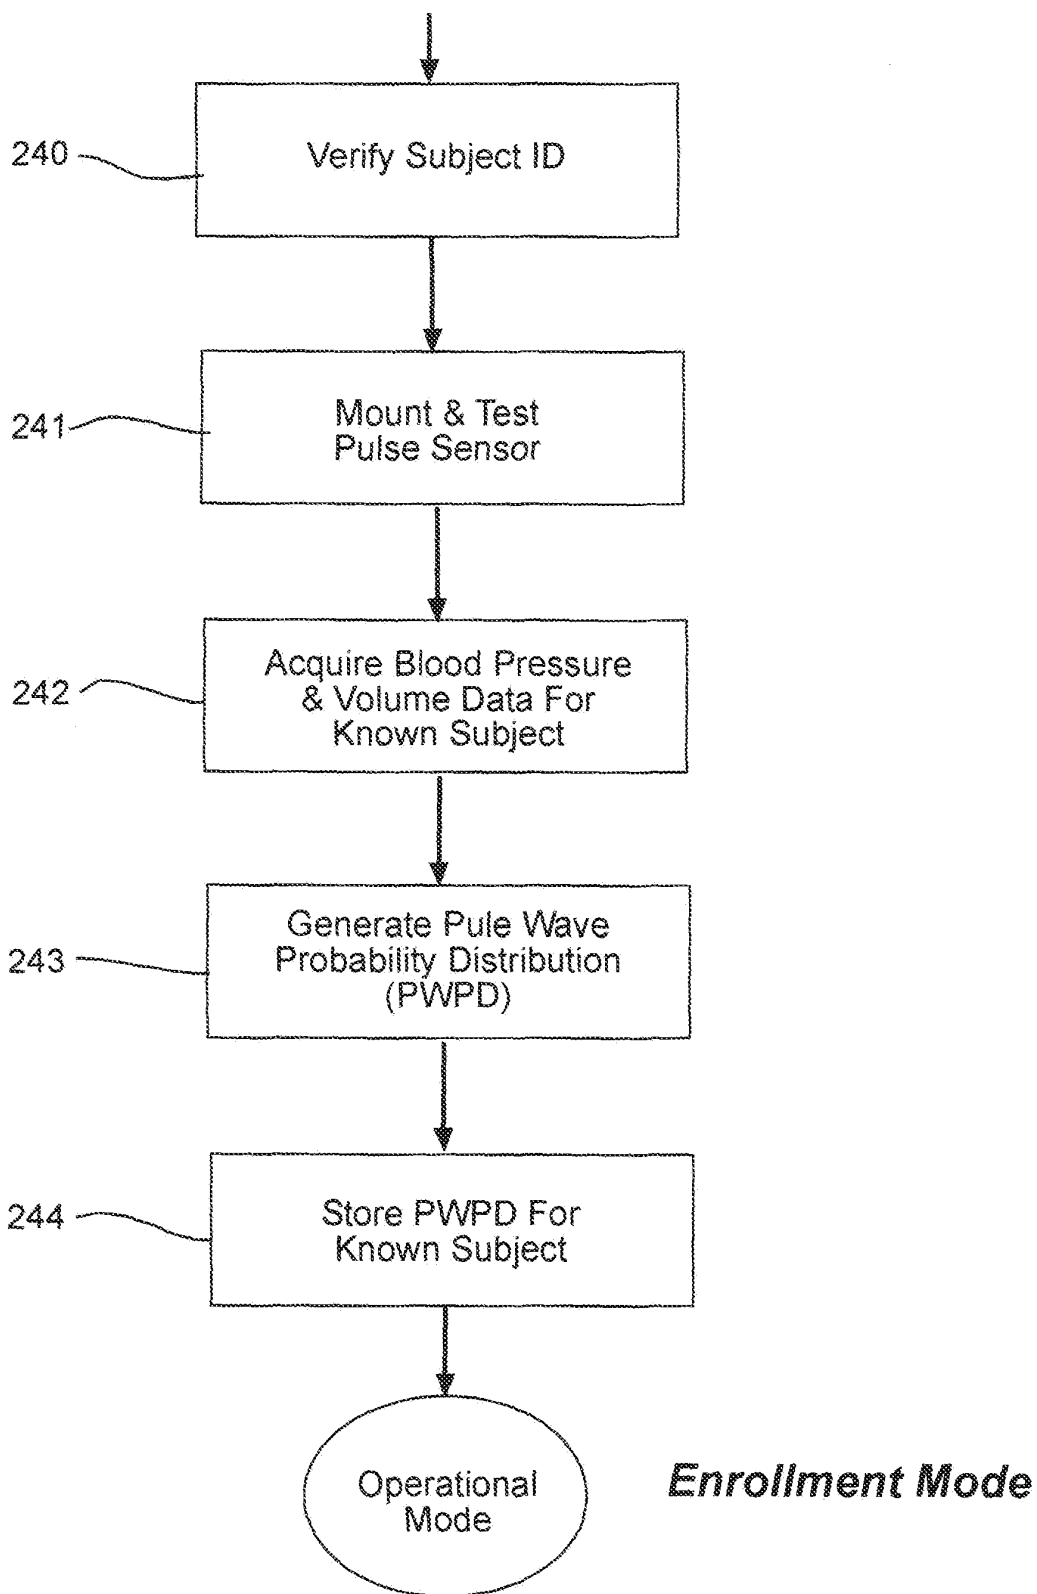 240
Verify Subject ID
241
Mount & Test
Pulse Sensor
242
Acquire Blood Pressure
& Volume Data For
Known Subject
243
Generate Pule Wave
Probability Distribution
(PWPD)
244
Store PWPD For
Known Subject
Operational
Mode
Enrollment Mode